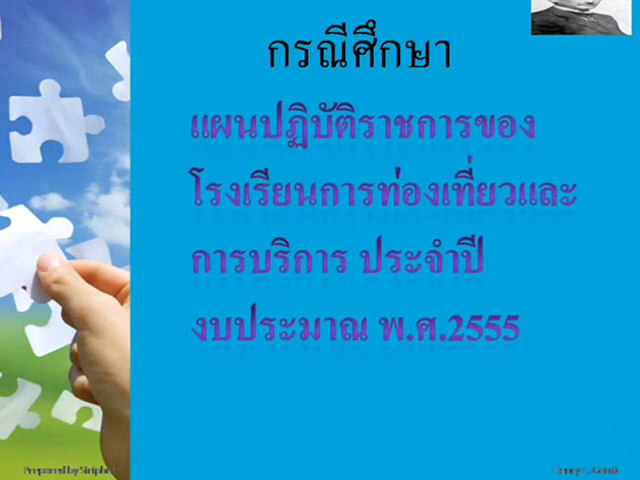 กรณีศึกษา
แผนปฏิบัติราชการของ
โรงเรียนการท่องเที่ยวและ
การบริการ ประจำปี
งบประมาณ พ.ศ.2555
Prepared by